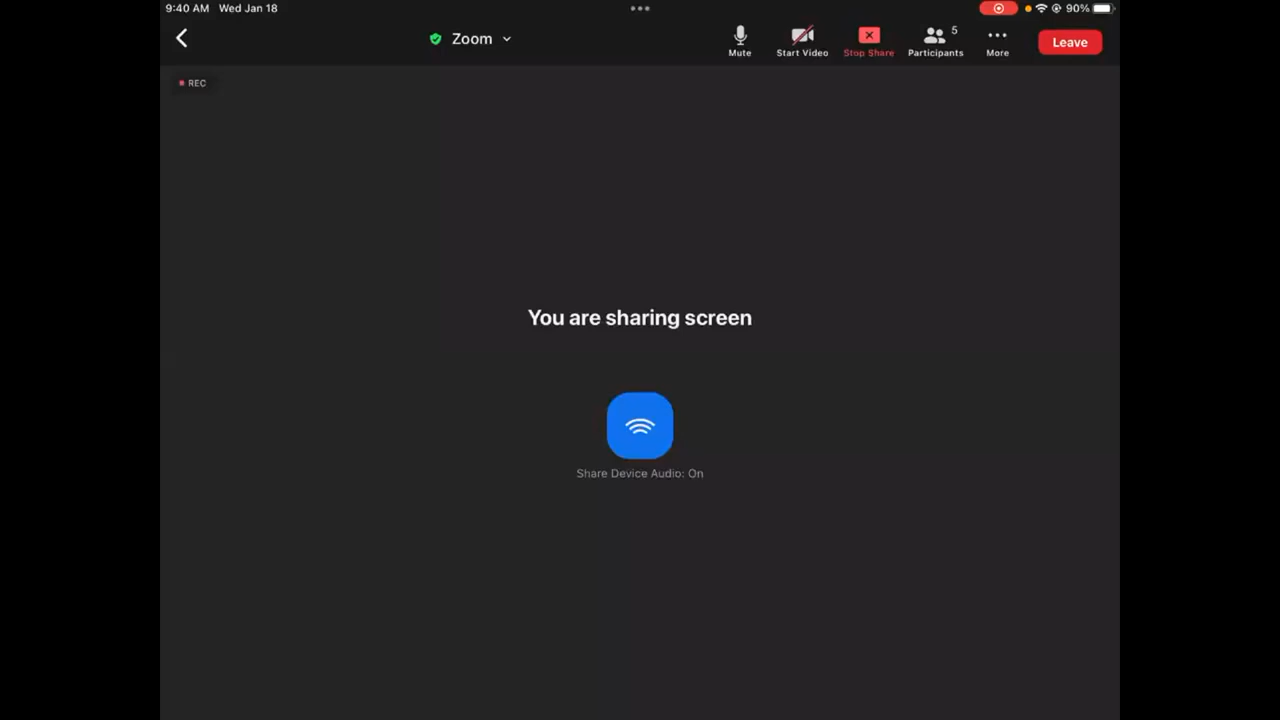 9:40 AM Wed Jan 18
90%
Zoom
5
Mute
Start Video
Stop Share
Participants
More
Leave
REC
You are sharing screen
Share Device Audio: On